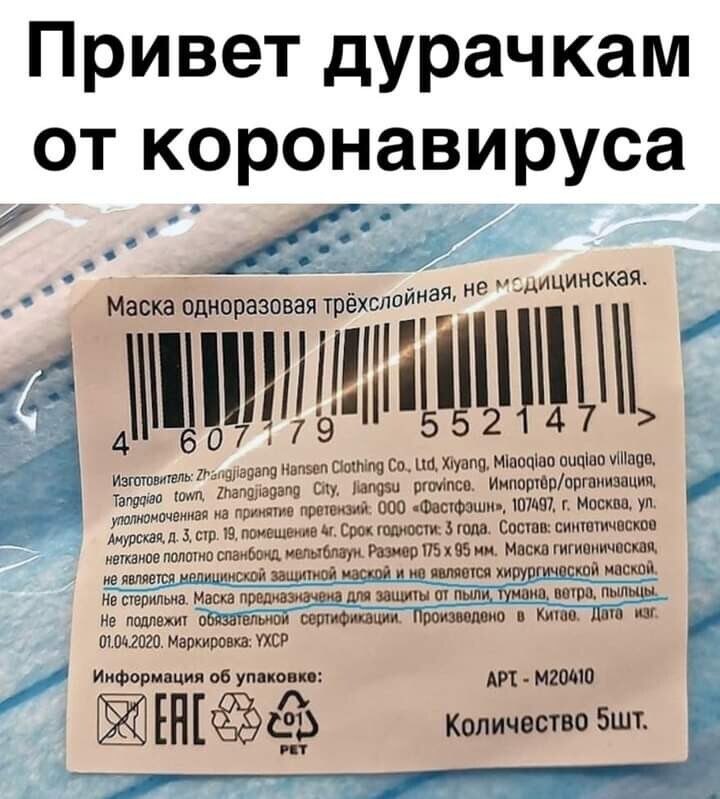 Привет дурачкам
от коронавируса
Маска одноразовая трёхслойная, не медицинская.
4 607179 552147 >
Изготовитель: Zhangjiagang Hansen Clothing Co., Ltd, Xiyang, Miaoqiao ouqiao village,
Tangqiao town, Zhangjiagang City, Jiangsu province. Импортёр/организация,
уполномоченная на принятие претензий: ООО «Фастфэшн», 107497, г. Москва, ул.
Амурская, д. 3, стр. 19, помещение 4г. Срок годности: 3 года. Состав: синтетическое
нетканое полотно спанбонд, мельтблаун. Размер 175 х 95 мм. Маска гигиеническая,
не является медицинской защитной маской и не является хирургической маской.
Не стерильна. Маска предназначена для защиты от пыли, тумана, ветра, пыльцы.
Не подлежит обязательной сертификации. Произведено в Китае. Дата изг.
01.04.2020. Маркировка: УХСР
Информация об упаковке:
АРТ - М20410
EAC 01 PET
Количество 5шт.